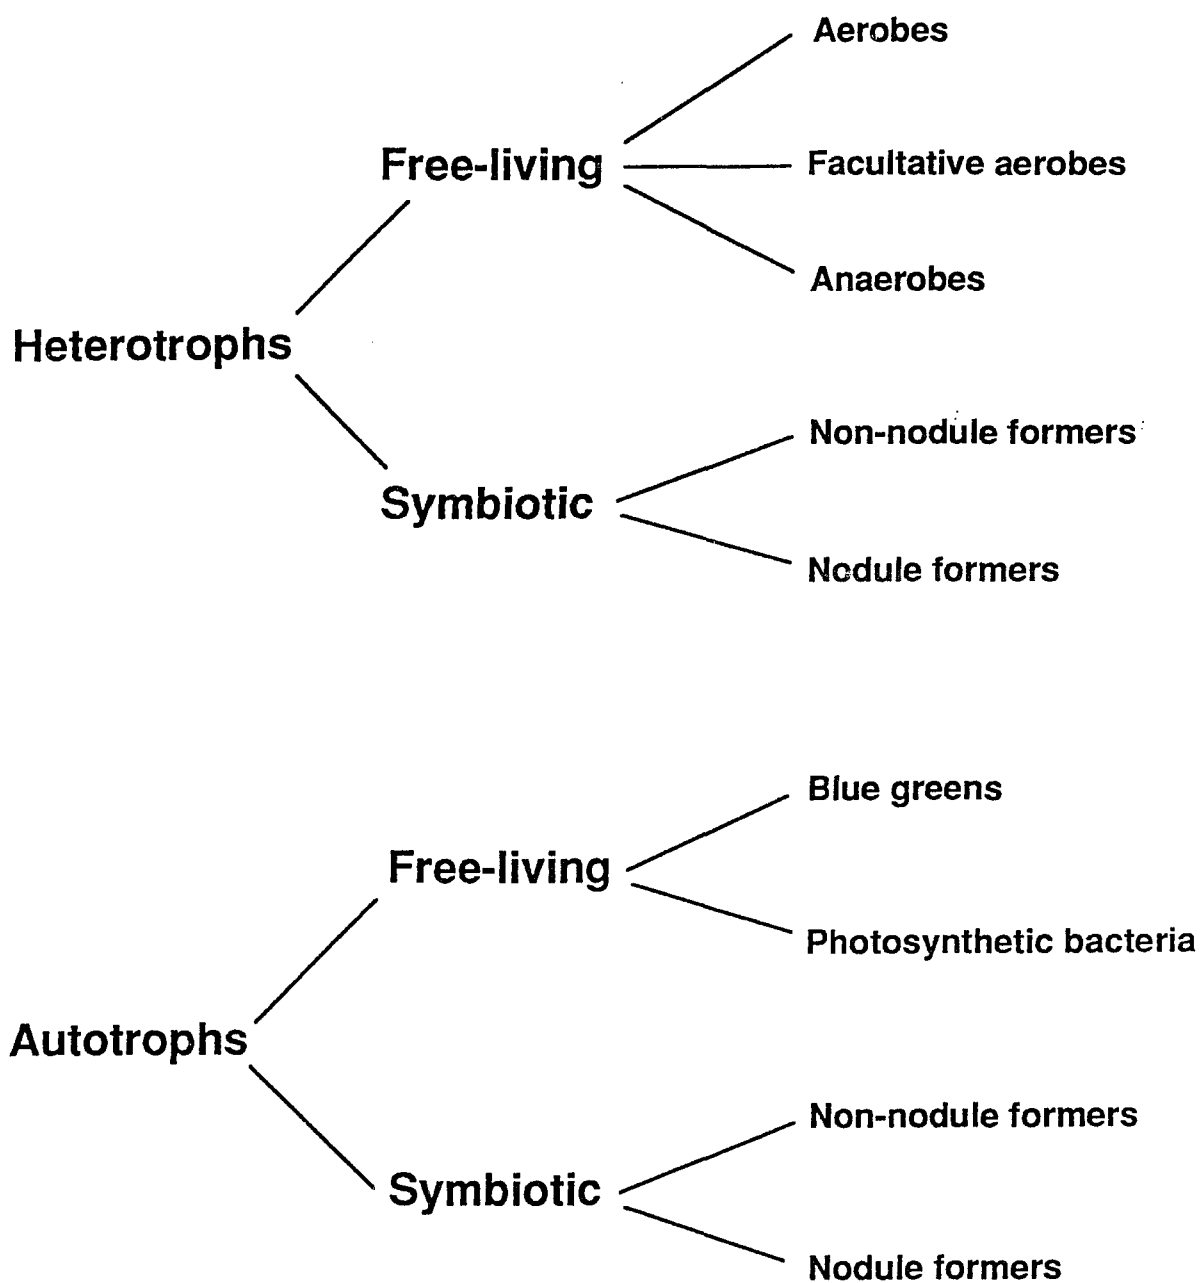 Aerobes
Free-living
Facultative aerobes
Anaerobes
Heterotrophs
Non-nodule formers
Symbiotic
Nodule formers
Blue greens
Free-living
Photosynthetic bacteria
Autotrophs
Non-nodule formers
Symbiotic
Nodule formers